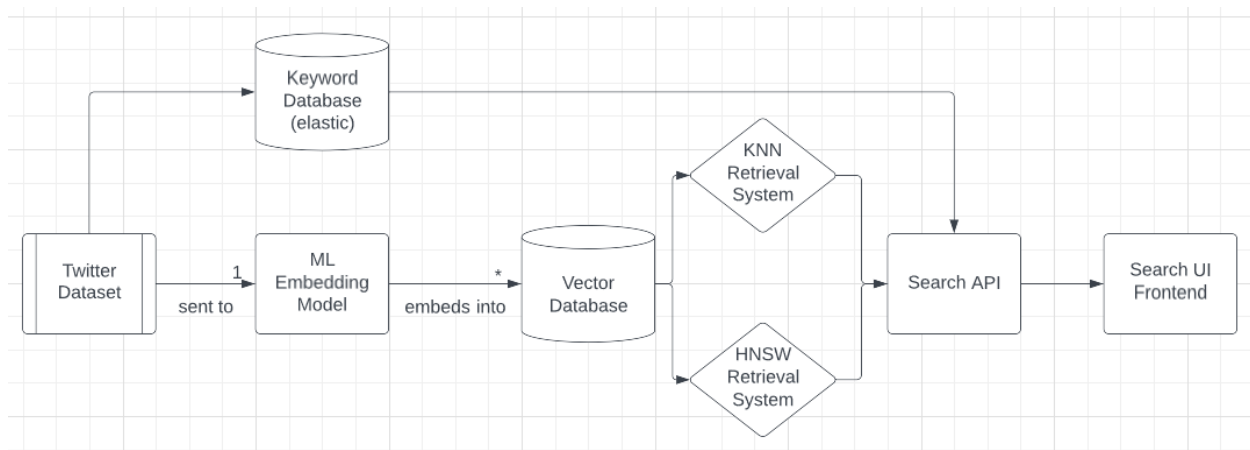 Keyword
Database
(elastic)
KNN
Retrieval
System
Twitter
Dataset
1
sent to
ML
Embedding
Model
*
embeds into
Vector
Database
Search API
Search UI
Frontend
HNSW
Retrieval
System